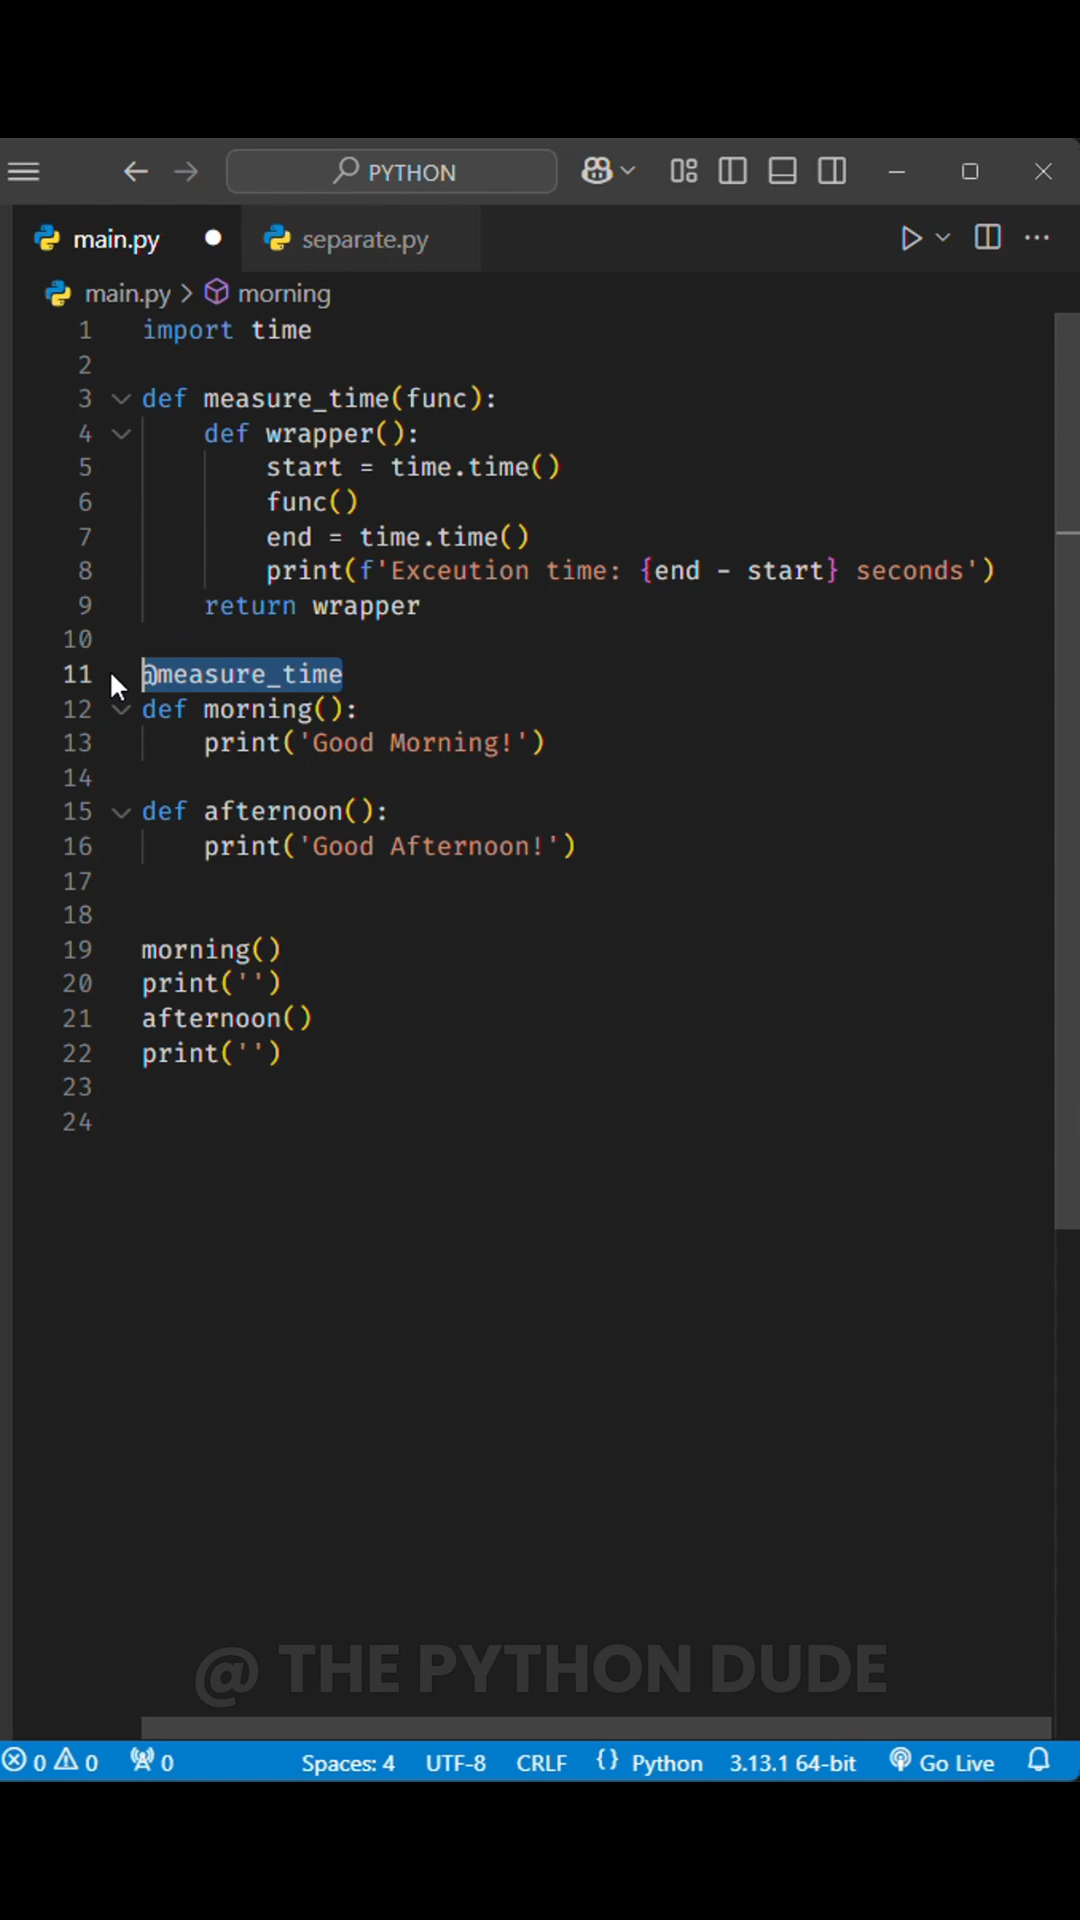 PYTHON
main.py separate.py
main.py > morning
1 import time
2
3 def measure_time(func):
4     def wrapper():
5         start = time.time()
6         func()
7         end = time.time()
8         print(f'Exceution time: {end - start} seconds')
9     return wrapper
10
11 @measure_time
12 def morning():
13     print('Good Morning!')
14
15 def afternoon():
16     print('Good Afternoon!')
17
18
19 morning()
20 print('')
21 afternoon()
22 print('')
23
24
@ THE PYTHON DUDE
0 0 0 Spaces: 4 UTF-8 CRLF {} Python 3.13.1 64-bit Go Live